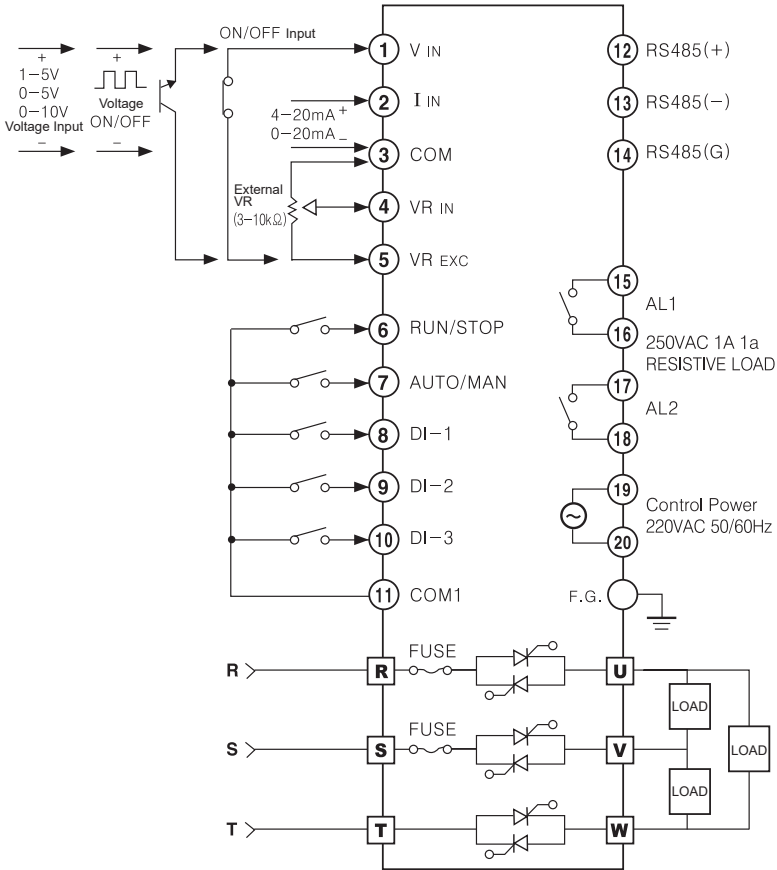 ON/OFF Input
+
1-5V
0-5V
0-10V
Voltage Input
−
+
Voltage
ON/OFF
−
4-20mA +
0-20mA −
External
VR
(3-10kΩ)
1 V IN
2 I IN
3 COM
4 VR IN
5 VR EXC
6 RUN/STOP
7 AUTO/MAN
8 DI-1
9 DI-2
10 DI-3
11 COM1
12 RS485(+)
13 RS485(-)
14 RS485(G)
15
AL1
16
250VAC 1A 1a
RESISTIVE LOAD
17
AL2
18
19
Control Power
220VAC 50/60Hz
20
F.G.
R R FUSE U
LOAD
S S FUSE V
LOAD
LOAD
T T W